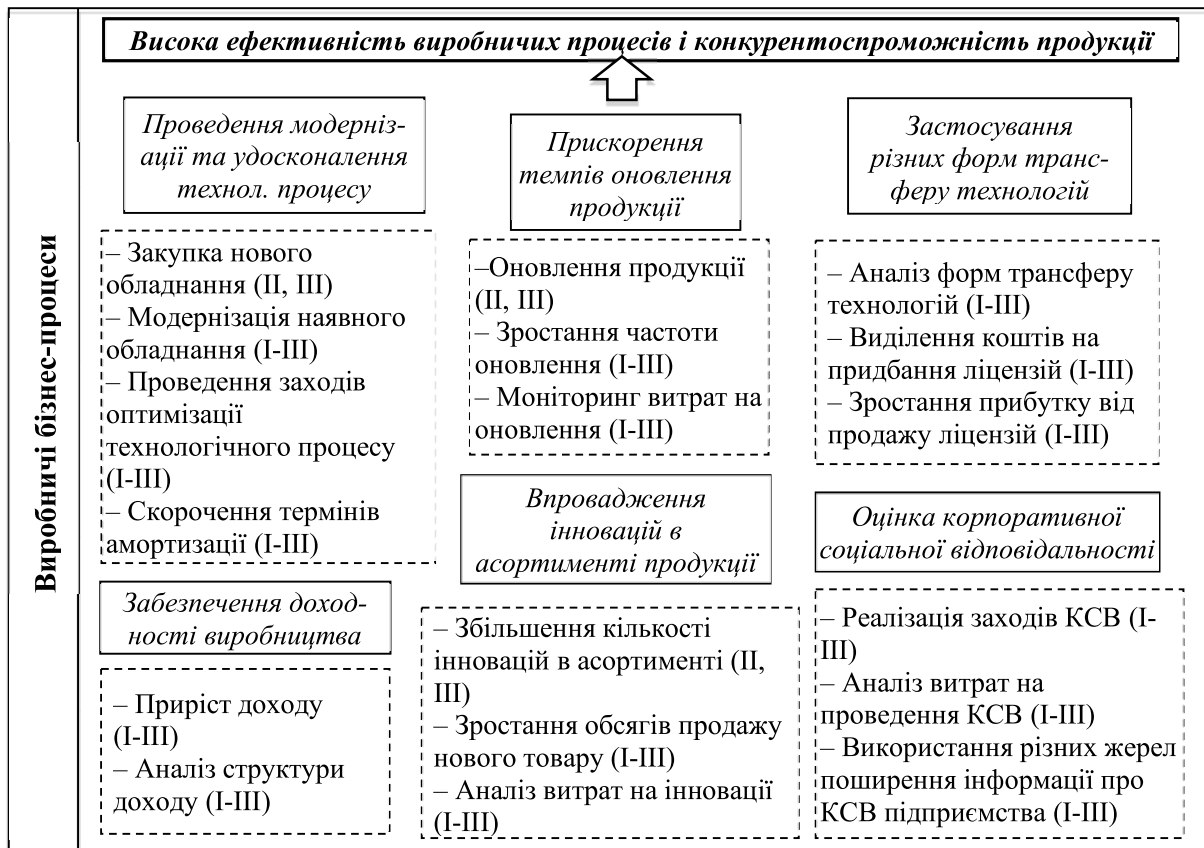 Виробничі бізнес-процеси
Висока ефективність виробничих процесів і конкурентоспроможність продукції
Проведення модерніз-
ації та удосконалення
технол. процесу
– Закупка нового
обладнання (II, III)
– Модернізація наявного
обладнання (I-III)
– Проведення заходів
оптимізації
технологічного процесу
(I-III)
– Скорочення термінів
амортизації (I-III)
Забезпечення доход-
ності виробництва
– Приріст доходу
(I-III)
– Аналіз структури
доходу (I-III)
Прискорення
темпів оновлення
продукції
–Оновлення продукції
(II, III)
– Зростання частоти
оновлення (I-III)
– Моніторинг витрат на
оновлення (I-III)
Впровадження
інновацій в
асортименті продукції
– Збільшення кількості
інновацій в асортименті (II,
III)
– Зростання обсягів продажу
нового товару (I-III)
– Аналіз витрат на інновації
(I-III)
Застосування
різних форм транс-
феру технологій
– Аналіз форм трансферу
технологій (I-III)
– Виділення коштів на
придбання ліцензій (I-III)
– Зростання прибутку від
продажу ліцензій (I-III)
Оцінка корпоративної
соціальної відповідальності
– Реалізація заходів КСВ (I-
III)
– Аналіз витрат на
проведення КСВ (I-III)
– Використання різних жерел
поширення інформації про
КСВ підприємства (I-III)